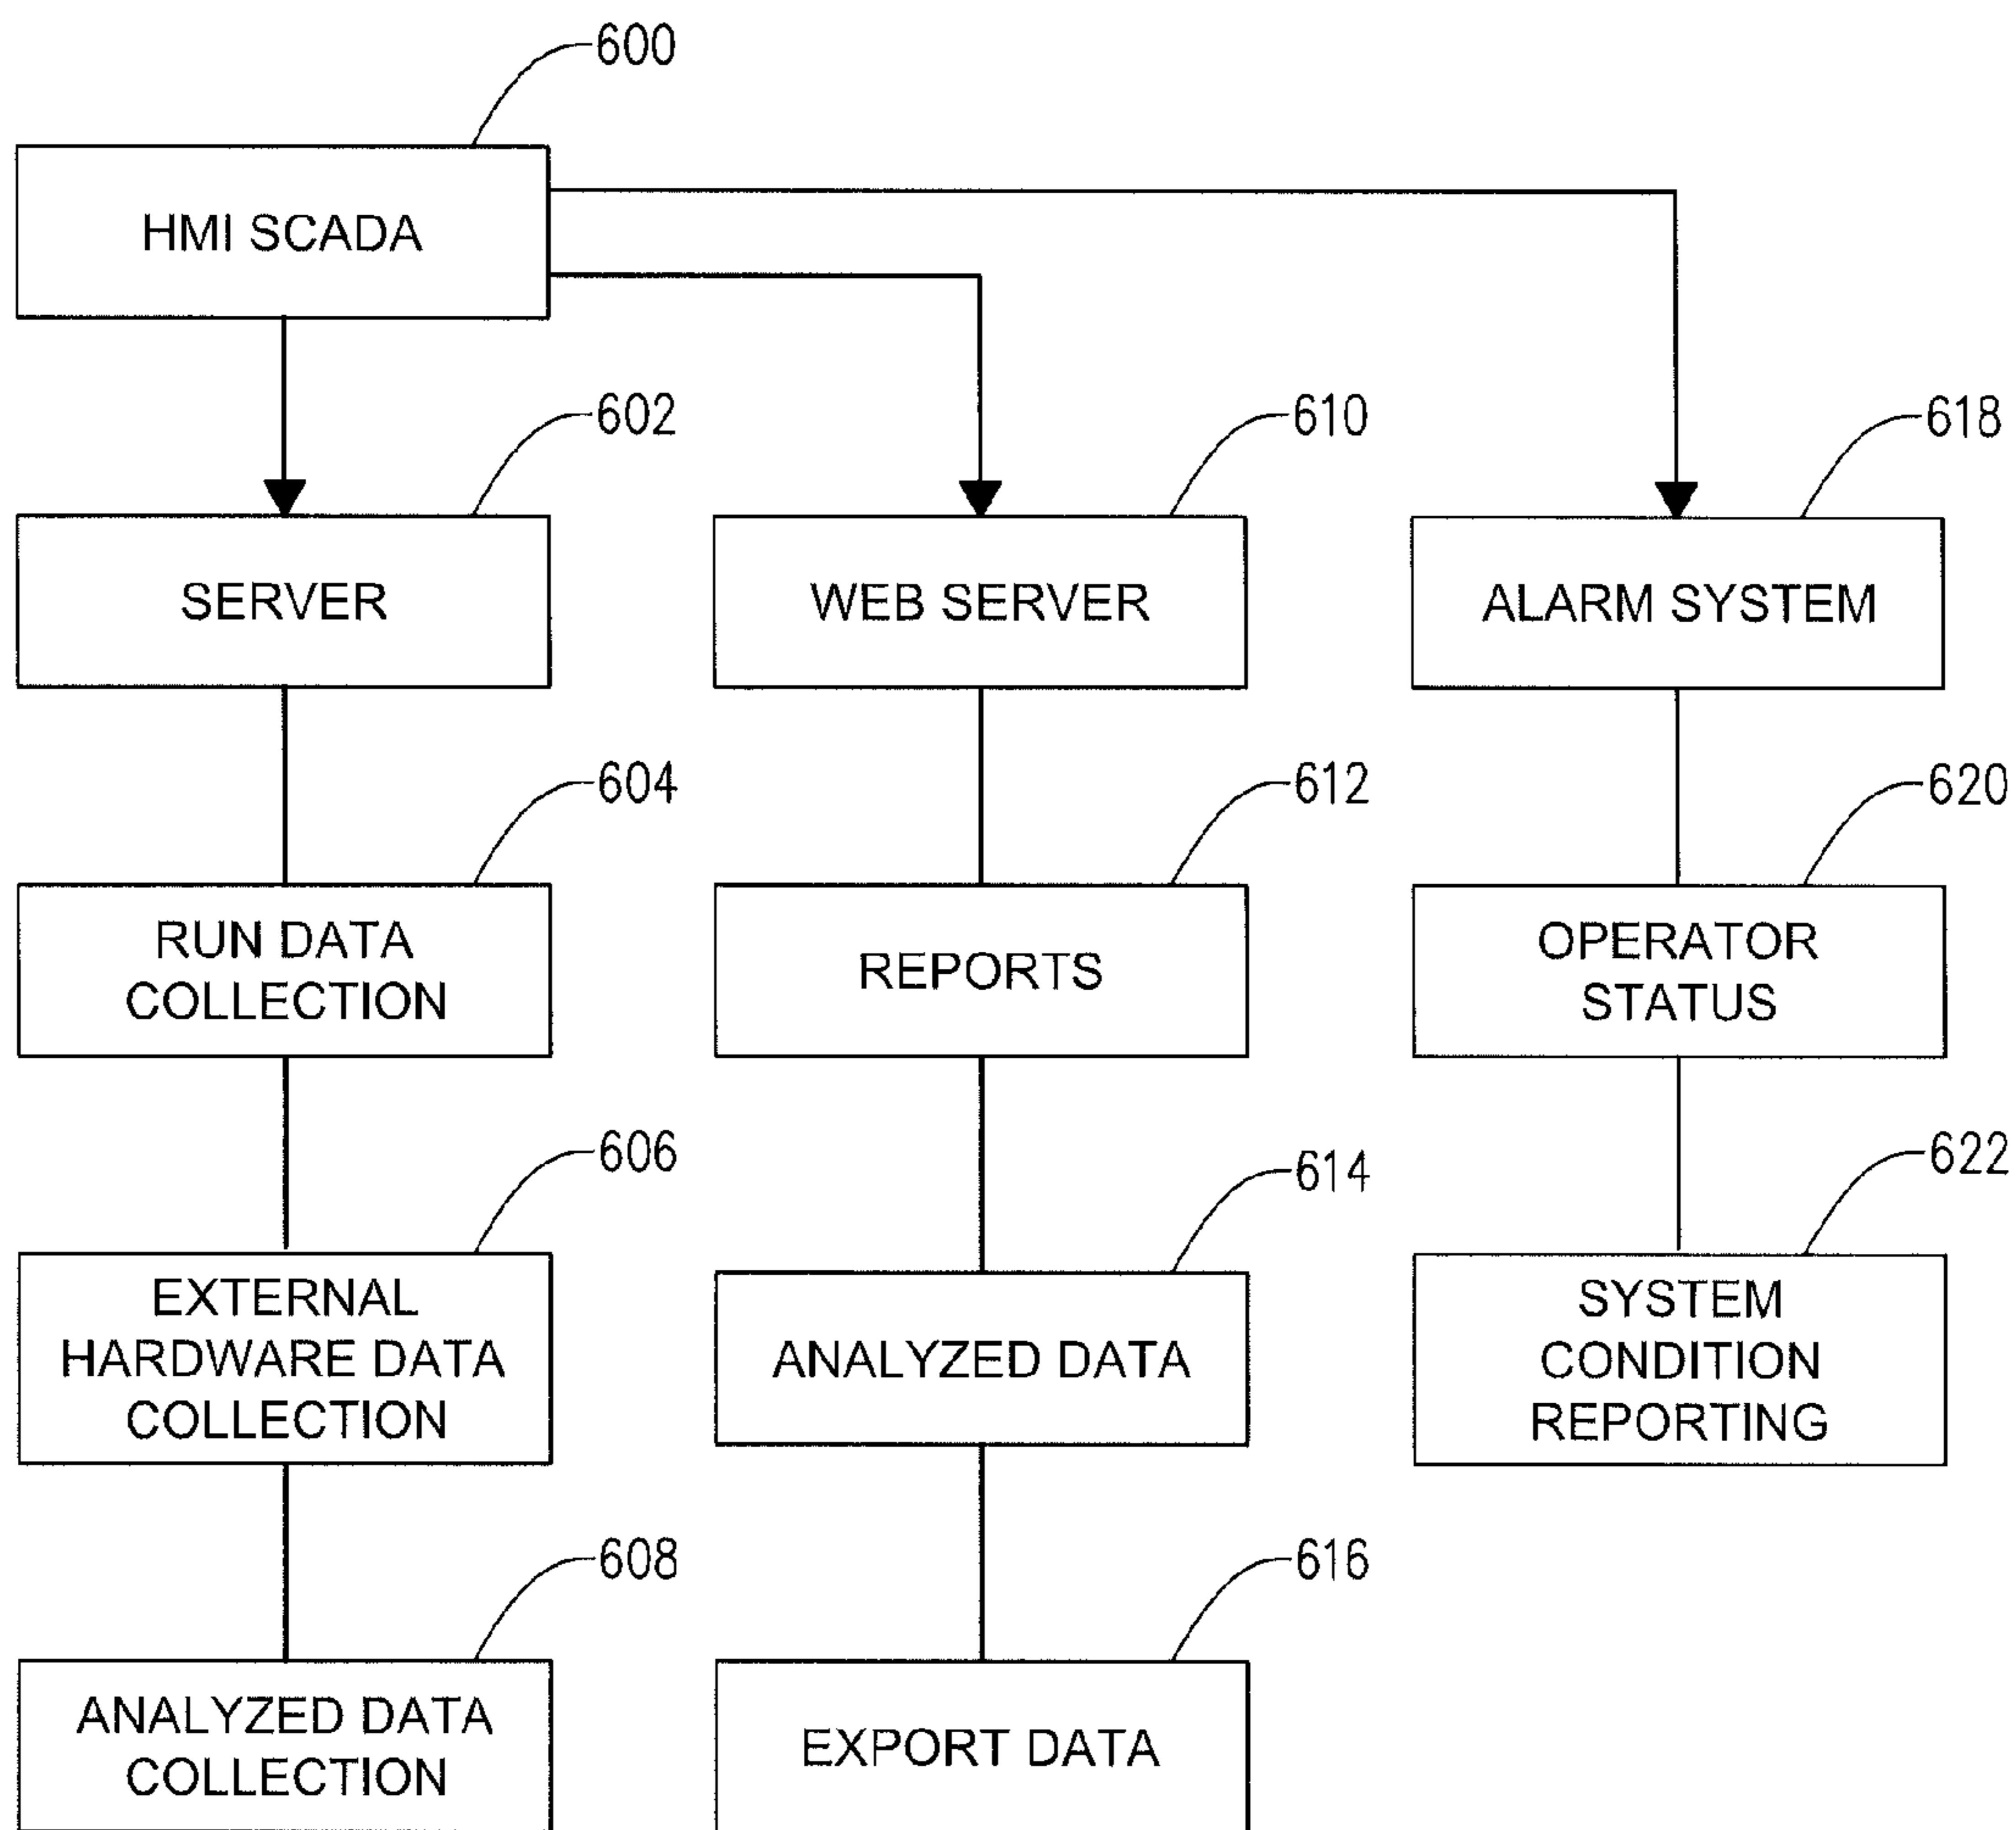 600
HMI SCADA
602
610
618
SERVER
WEB SERVER
ALARM SYSTEM
604
612
620
RUN DATA
COLLECTION
REPORTS
OPERATOR
STATUS
606
614
622
EXTERNAL
HARDWARE DATA
COLLECTION
ANALYZED DATA
SYSTEM
CONDITION
REPORTING
608
616
ANALYZED DATA
COLLECTION
EXPORT DATA